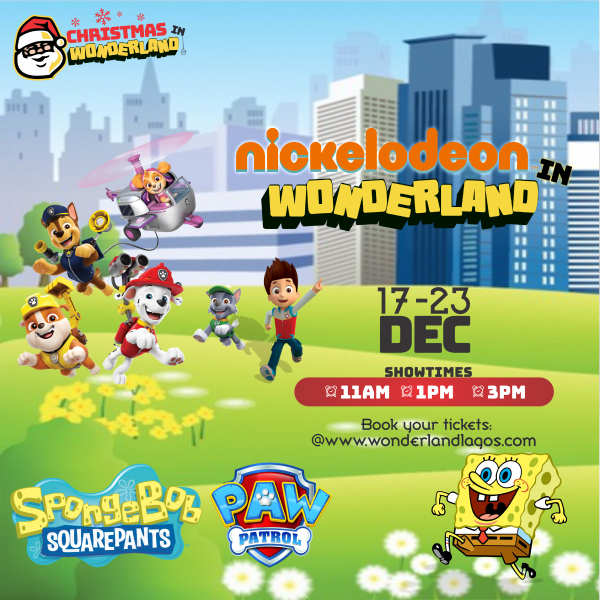 CHRISTMAS IN
WONDERLAND
nickelodeon IN
WONDERLAND
17-23
DEC
SHOWTIMES
11AM 1PM 3PM
Book your tickets:
@www.wonderlandlagos.com
SpongeBob
SQUAREPANTS
PAW
PATROL